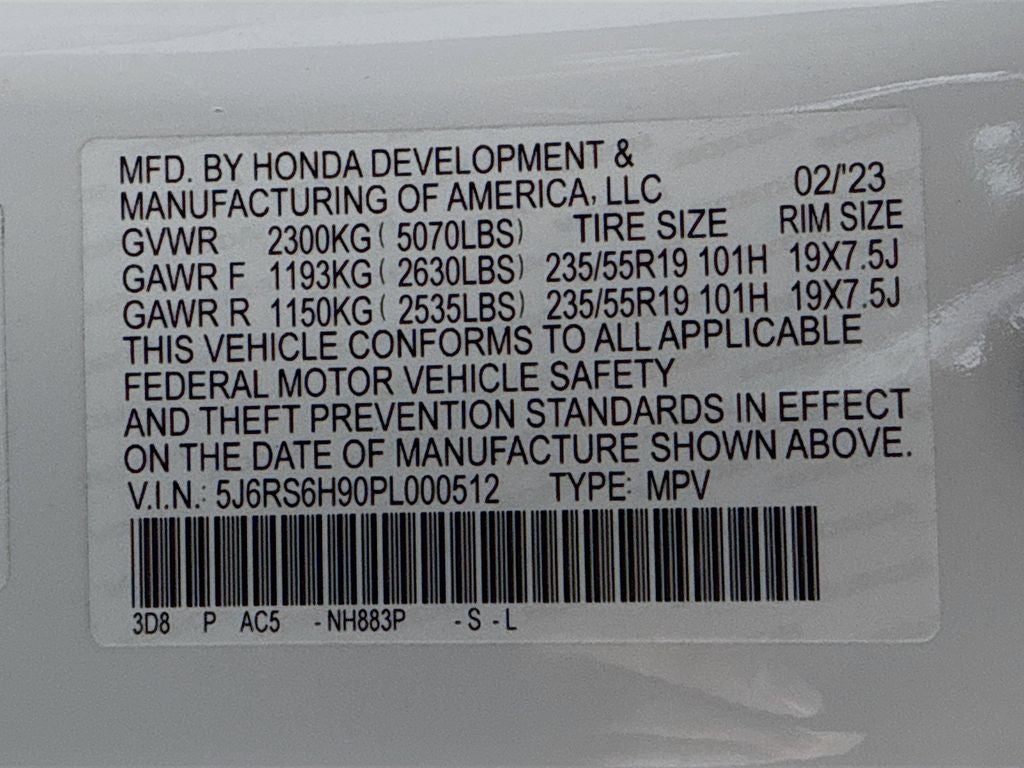 MFD. BY HONDA DEVELOPMENT &
MANUFACTURING OF AMERICA, LLC 02/'23
GVWR 2300KG ( 5070LBS) TIRE SIZE RIM SIZE
GAWR F 1193KG ( 2630LBS) 235/55R19 101H 19X7.5J
GAWR R 1150KG ( 2535LBS) 235/55R19 101H 19X7.5J
THIS VEHICLE CONFORMS TO ALL APPLICABLE
FEDERAL MOTOR VEHICLE SAFETY
AND THEFT PREVENTION STANDARDS IN EFFECT
ON THE DATE OF MANUFACTURE SHOWN ABOVE.
V.I.N.: 5J6RS6H90PL000512 TYPE: MPV
3D8 P AC5 -NH883P -S -L